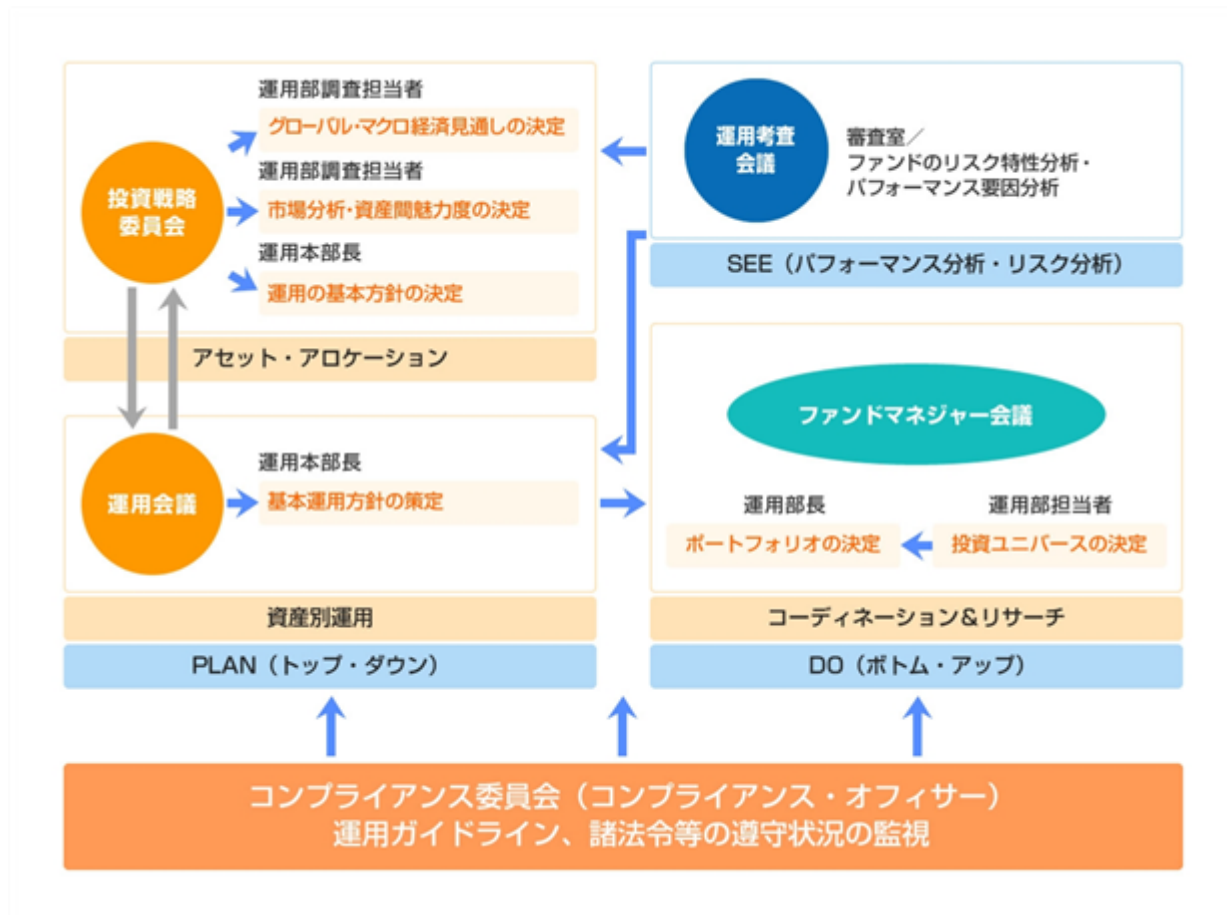 運用部調査担当者
グローバル・マクロ経済見通しの決定
投資戦略
委員会
運用部調査担当者
市場分析・資産間魅力度の決定
運用本部長
運用の基本方針の決定
アセット・アロケーション
運用考査
会議
審査室／
ファンドのリスク特性分析・
パフォーマンス要因分析
SEE（パフォーマンス分析・リスク分析）
運用会議
運用本部長
基本運用方針の策定
資産別運用
PLAN（トップ・ダウン）
ファンドマネジャー会議
運用部長
ポートフォリオの決定
運用部担当者
投資ユニバースの決定
コーディネーション＆リサーチ
DO（ボトム・アップ）
コンプライアンス委員会（コンプライアンス・オフィサー）
運用ガイドライン、諸法令等の遵守状況の監視